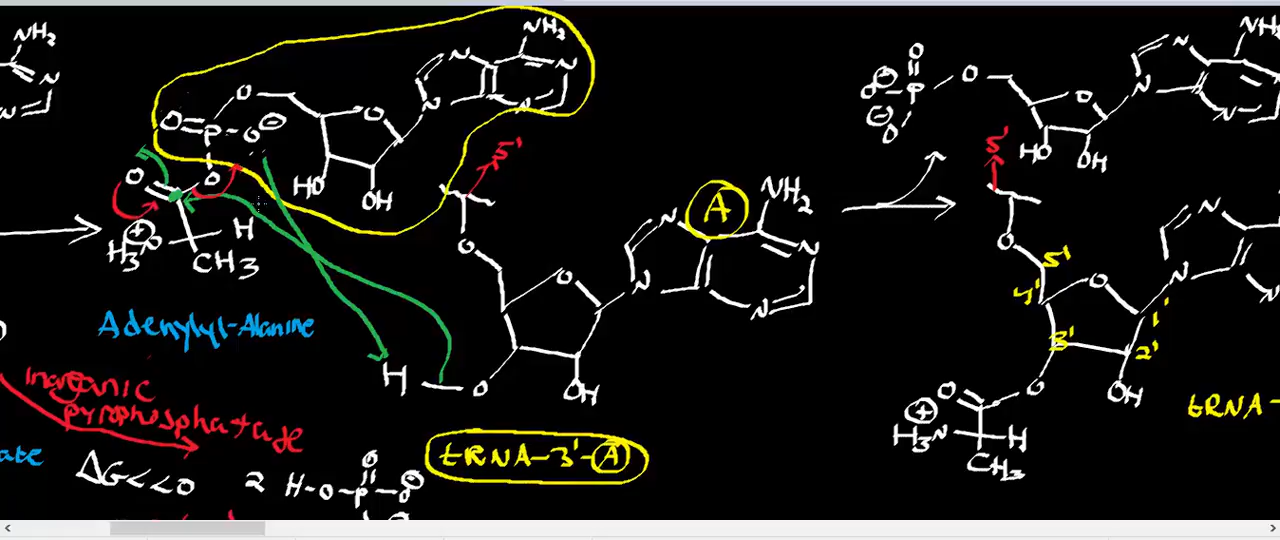 NH₂
N
N
NH₂
N
N
N
N
O
O=P-O⊖
O
O
HO
OH
O
⊕
H₃N
H
CH₃
5'
O
O
N
N
N
N
NH₂
A
H
O
OH
Adenylyl-Alanine
inorganic
pyrophosphatase
ate
ΔG<<0
2 H-O-P-O⊖
O
O
tRNA-3'-A
O
⊖O-P
⊖O
O
O
HO
OH
N
N
NH
5'
O
5'
4'
3'
2'
1'
O
N
N
N
O
OH
O
⊕
H₃N
H
CH₃
tRNA-